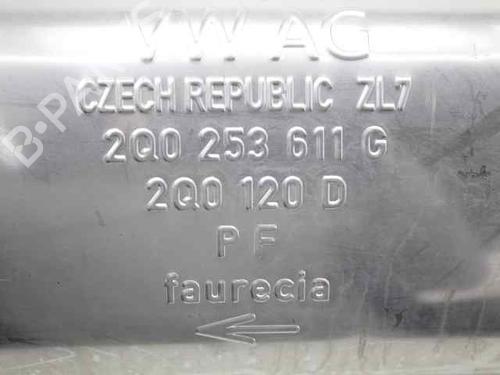 VW AG
CZECH REPUBLIC ZL7
2Q0 253 611 G
2Q0 120 D
P F
faurecia